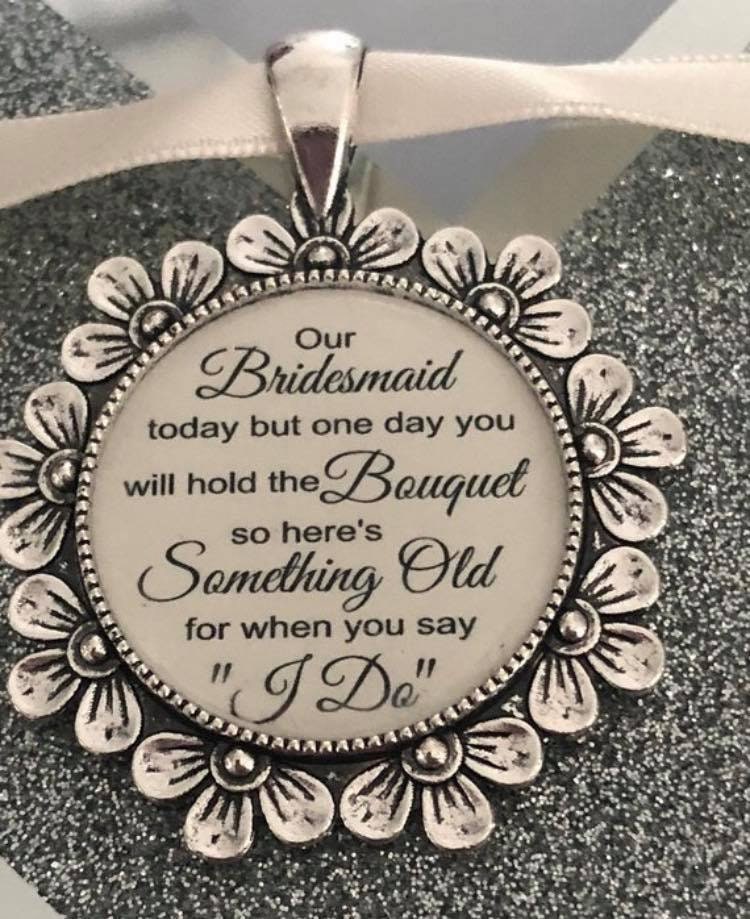 Our
Bridesmaid
today but one day you
will hold the Bouquet
so here's
Something Old
for when you say
"I Do"